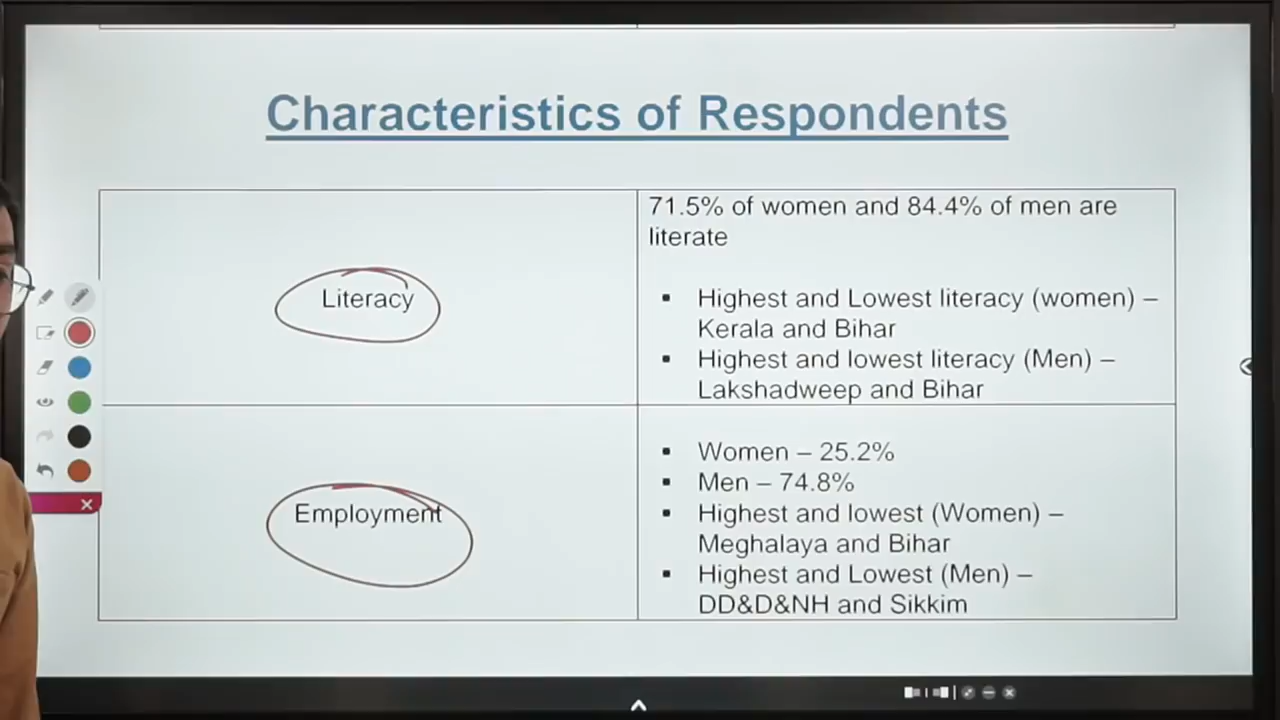 Characteristics of Respondents
Literacy
71.5% of women and 84.4% of men are
literate
▪ Highest and Lowest literacy (women) –
Kerala and Bihar
▪ Highest and lowest literacy (Men) –
Lakshadweep and Bihar
Employment
▪ Women – 25.2%
▪ Men – 74.8%
▪ Highest and lowest (Women) –
Meghalaya and Bihar
▪ Highest and Lowest (Men) –
DD&D&NH and Sikkim